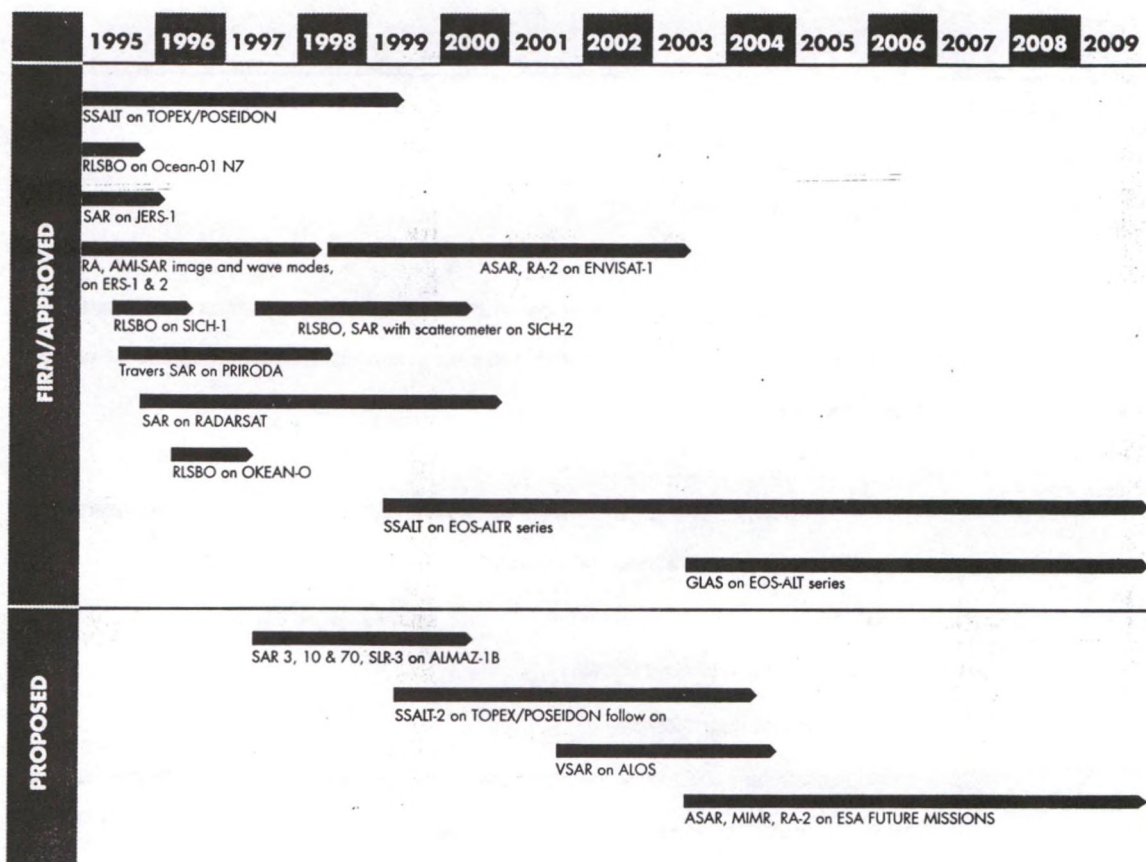 1995 1996 1997 1998 1999 2000 2001 2002 2003 2004 2005 2006 2007 2008 2009
FIRM/APPROVED
SSALT on TOPEX/POSEIDON
RLSBO on Ocean-01 N7
SAR on JERS-1
RA, AMI-SAR image and wave modes,
on ERS-1 & 2
ASAR, RA-2 on ENVISAT-1
RLSBO on SICH-1
RLSBO, SAR with scatterometer on SICH-2
Travers SAR on PRIRODA
SAR on RADARSAT
RLSBO on OKEAN-O
SSALT on EOS-ALTR series
GLAS on EOS-ALT series
PROPOSED
SAR 3, 10 & 70, SLR-3 on ALMAZ-1B
SSALT-2 on TOPEX/POSEIDON follow on
VSAR on ALOS
ASAR, MIMR, RA-2 on ESA FUTURE MISSIONS